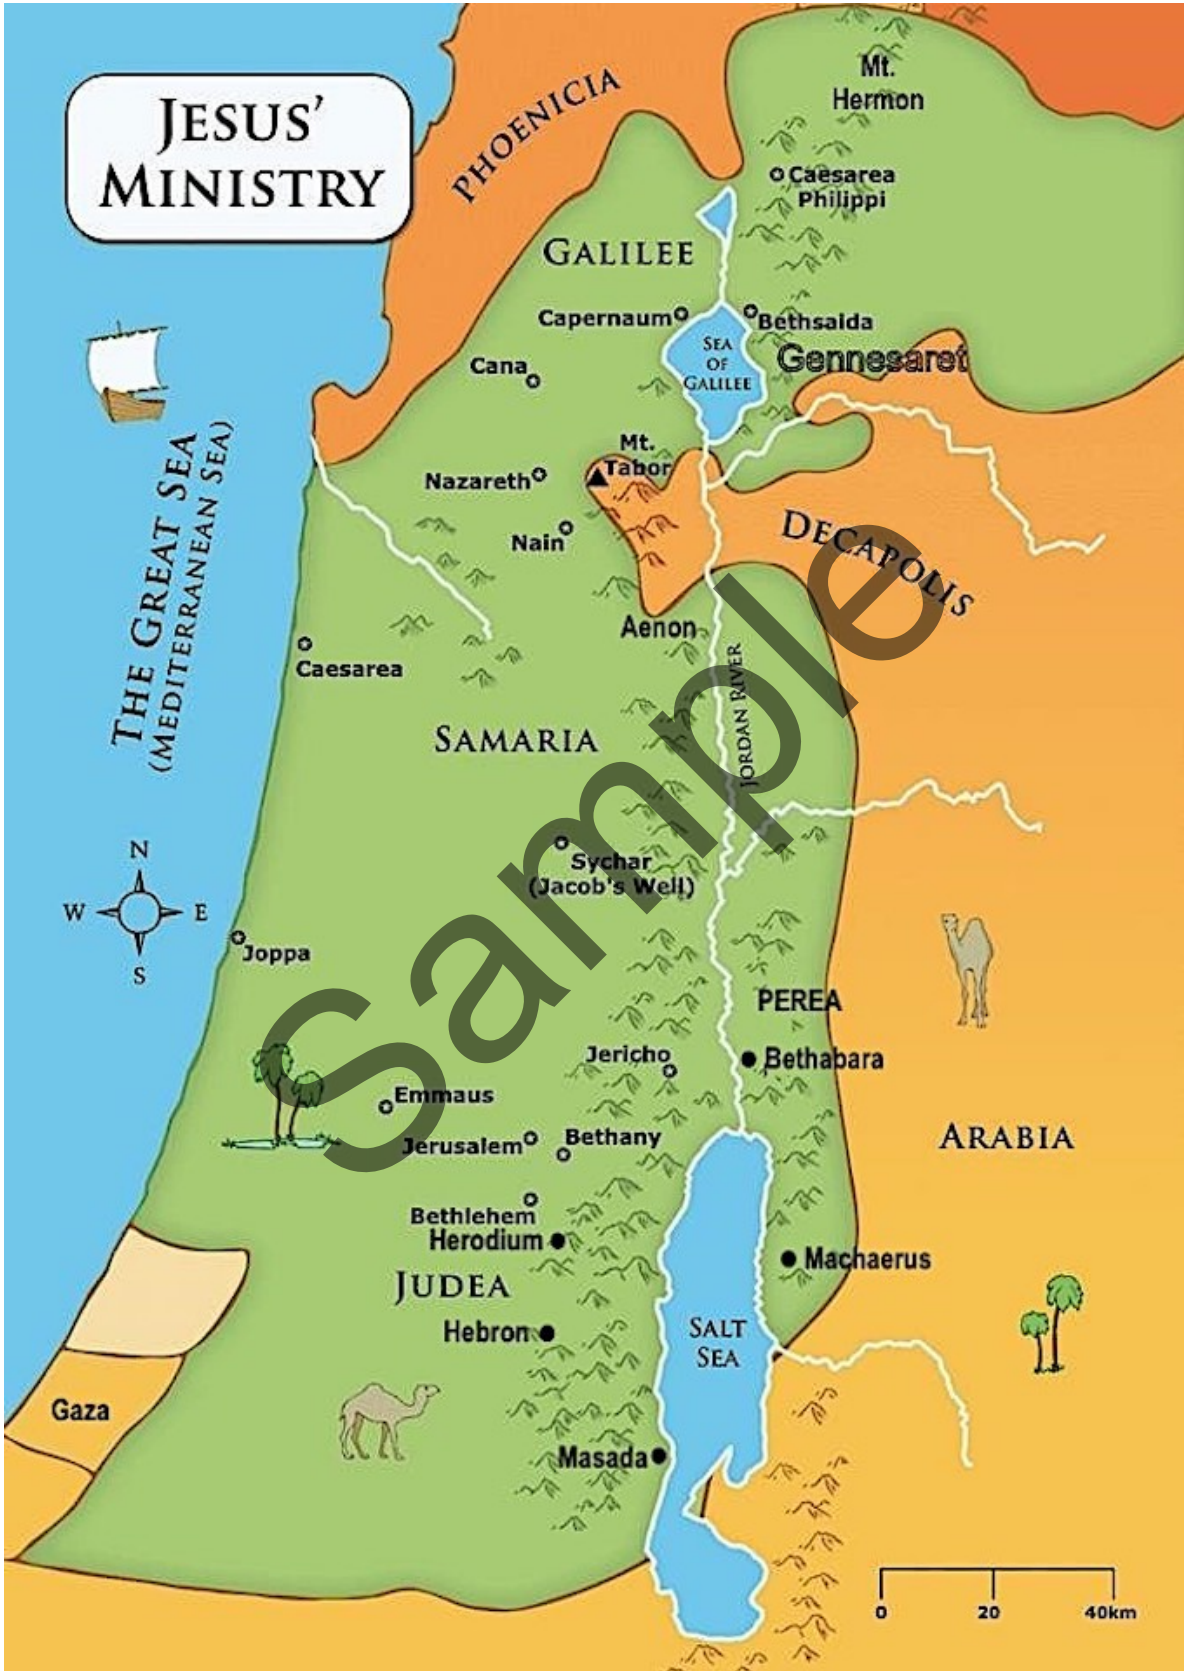 JESUS'
MINISTRY
PHOENICIA
Mt.
Hermon
Caesarea
Philippi
GALILEE
Capernaum
Bethsaida
SEA
OF
GALILEE
Gennesaret
Cana
Mt.
Tabor
Nazareth
Nain
DECAPOLIS
THE GREAT SEA
(MEDITERRANEAN SEA)
Aenon
Caesarea
JORDAN RIVER
SAMARIA
Sample
Sychar
(Jacob's Well)
N
W
E
S
Joppa
PEREA
Jericho
Bethabara
Emmaus
Jerusalem
Bethany
ARABIA
Bethlehem
Herodium
Machaerus
JUDEA
Hebron
SALT
SEA
Gaza
Masada
0 20 40km